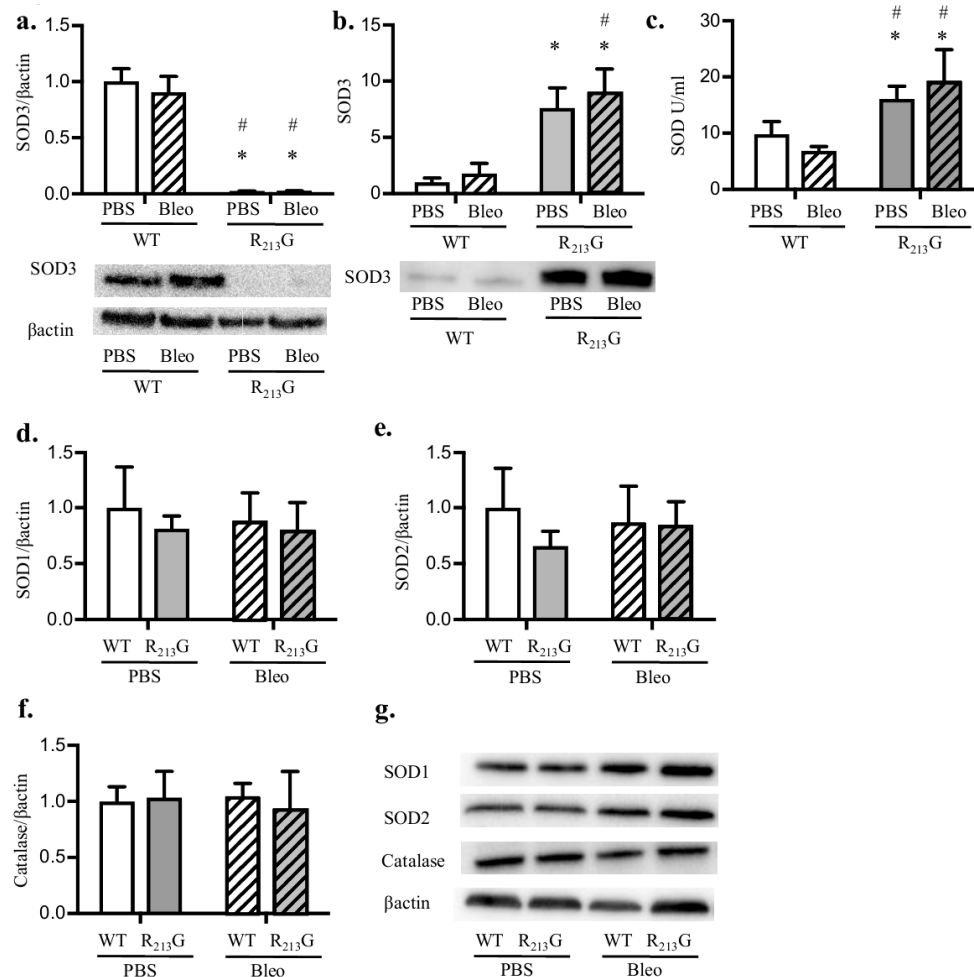 a.
SOD3/βactin
1.5
1.0
0.5
0.0
#
#
*
*
PBS Bleo PBS Bleo
WT R₂₁₃G
SOD3
βactin
PBS Bleo PBS Bleo
WT R₂₁₃G
b.
SOD3
15
10
5
0
#
*
*
PBS Bleo PBS Bleo
WT R₂₁₃G
SOD3
PBS Bleo PBS Bleo
WT R₂₁₃G
c.
SOD U/ml
30
20
10
0
#
#
*
*
PBS Bleo PBS Bleo
WT R₂₁₃G
d.
SOD1/βactin
1.5
1.0
0.5
0.0
WT R₂₁₃G WT R₂₁₃G
PBS Bleo
e.
SOD2/βactin
1.5
1.0
0.5
0.0
WT R₂₁₃G WT R₂₁₃G
PBS Bleo
f.
Catalase/βactin
1.5
1.0
0.5
0.0
WT R₂₁₃G WT R₂₁₃G
PBS Bleo
g.
SOD1
SOD2
Catalase
βactin
WT R₂₁₃G WT R₂₁₃G
PBS Bleo